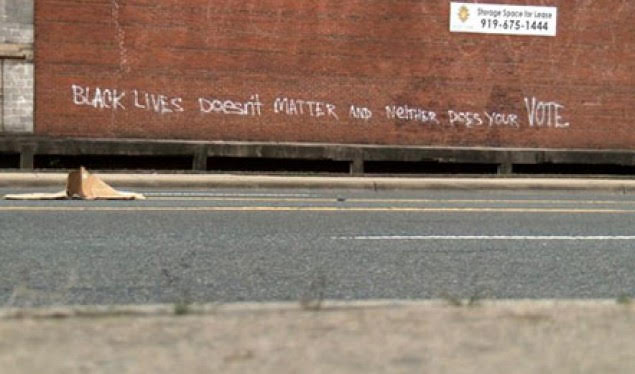 Storage Space for Lease
919-675-1444
BLACK LIVES Doesn't MATTER AND NEITHER DOES YOUR VOTE